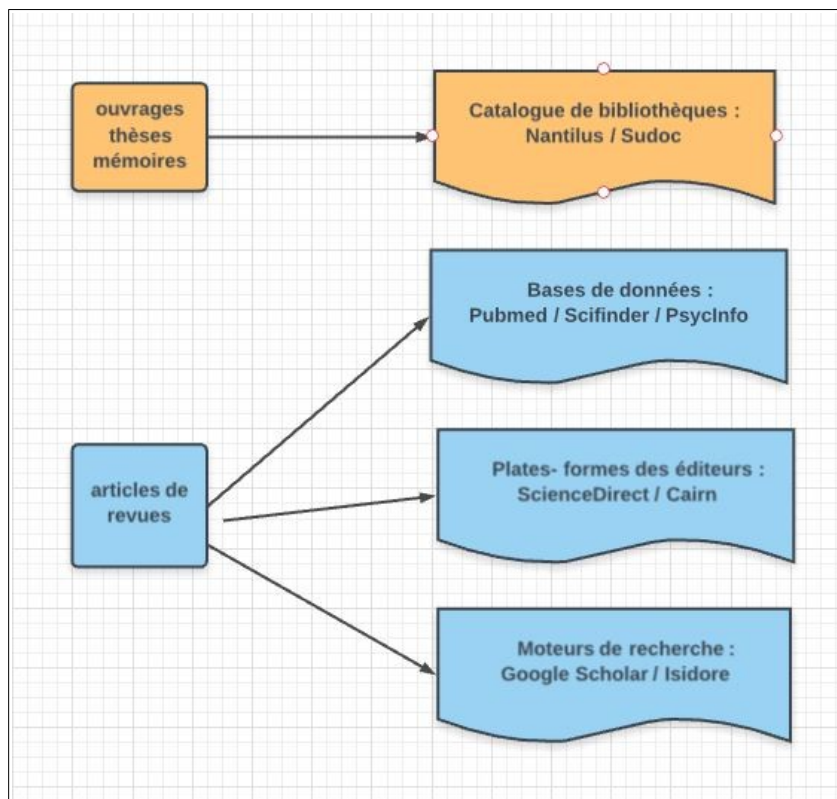 ouvrages
thèses
mémoires
Catalogue de bibliothèques :
Nantilus / Sudoc
Bases de données :
Pubmed / Scifinder / PsycInfo
articles de
revues
Plates- formes des éditeurs :
ScienceDirect / Cairn
Moteurs de recherche :
Google Scholar / Isidore